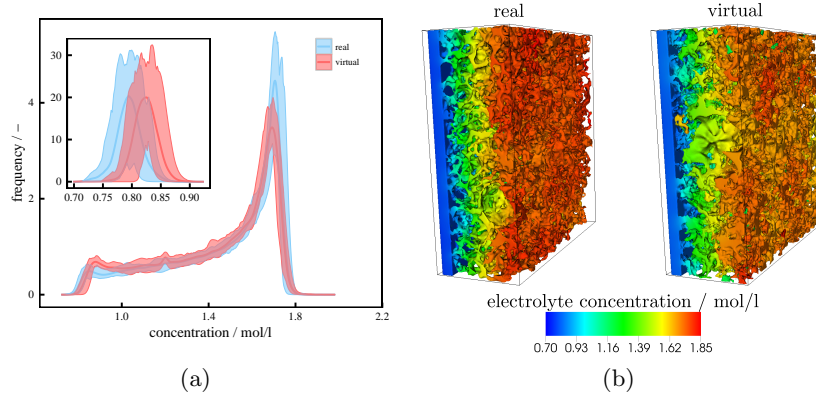 real
virtual
30
20
10
0
0.70 0.75 0.80 0.85 0.90
real
virtual
frequency / –
4
2
0
1.0 1.4 1.8 2.2
concentration / mol/l
electrolyte concentration / mol/l
0.70 0.93 1.16 1.39 1.62 1.85
(a)
(b)